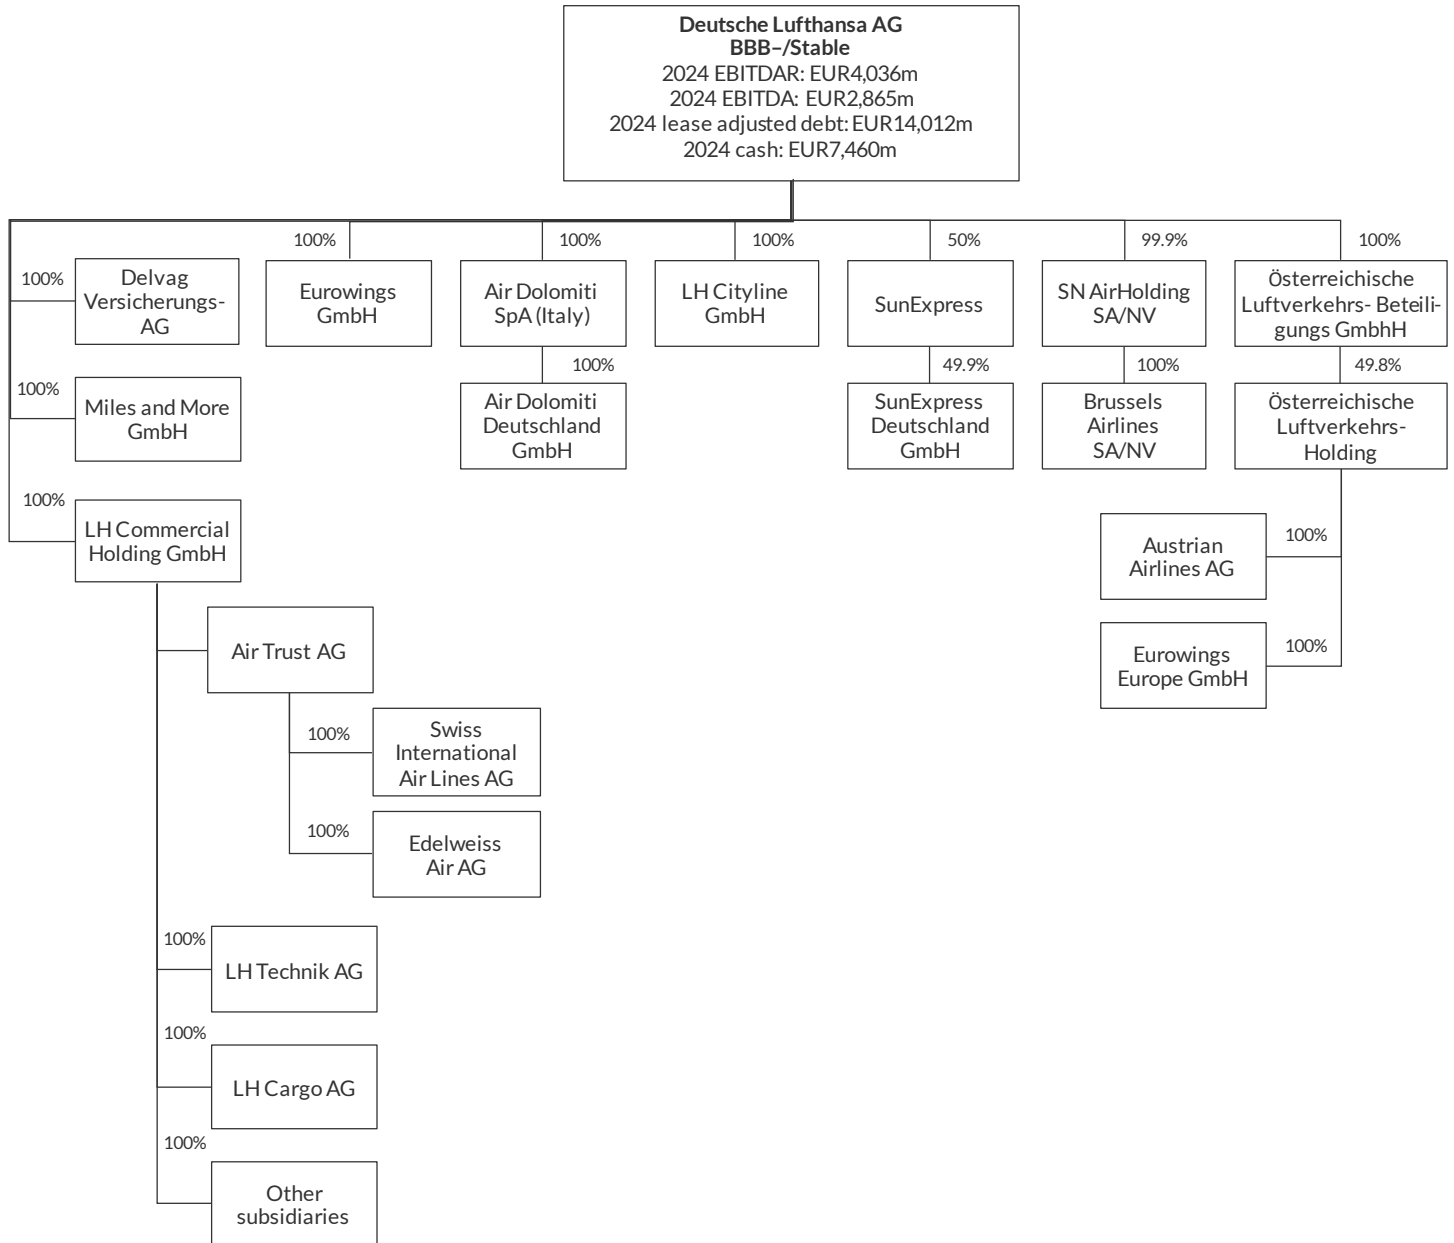 Deutsche Lufthansa AG
BBB–/Stable
2024 EBITDAR: EUR4,036m
2024 EBITDA: EUR2,865m
2024 lease adjusted debt: EUR14,012m
2024 cash: EUR7,460m
100%
100%
100%
50%
99.9%
100%
100%
Delvag
Versicherungs-
AG
Eurowings
GmbH
Air Dolomiti
SpA (Italy)
LH Cityline
GmbH
SunExpress
SN AirHolding
SA/NV
Österreichische
Luftverkehrs- Beteili-
gungs GmbhH
100%
49.9%
100%
49.8%
100%
Miles and More
GmbH
Air Dolomiti
Deutschland
GmbH
SunExpress
Deutschland
GmbH
Brussels
Airlines
SA/NV
Österreichische
Luftverkehrs-
Holding
100%
LH Commercial
Holding GmbH
Austrian
Airlines AG
100%
Air Trust AG
Eurowings
Europe GmbH
100%
100%
Swiss
International
Air Lines AG
100%
Edelweiss
Air AG
100%
LH Technik AG
100%
LH Cargo AG
100%
Other
subsidiaries